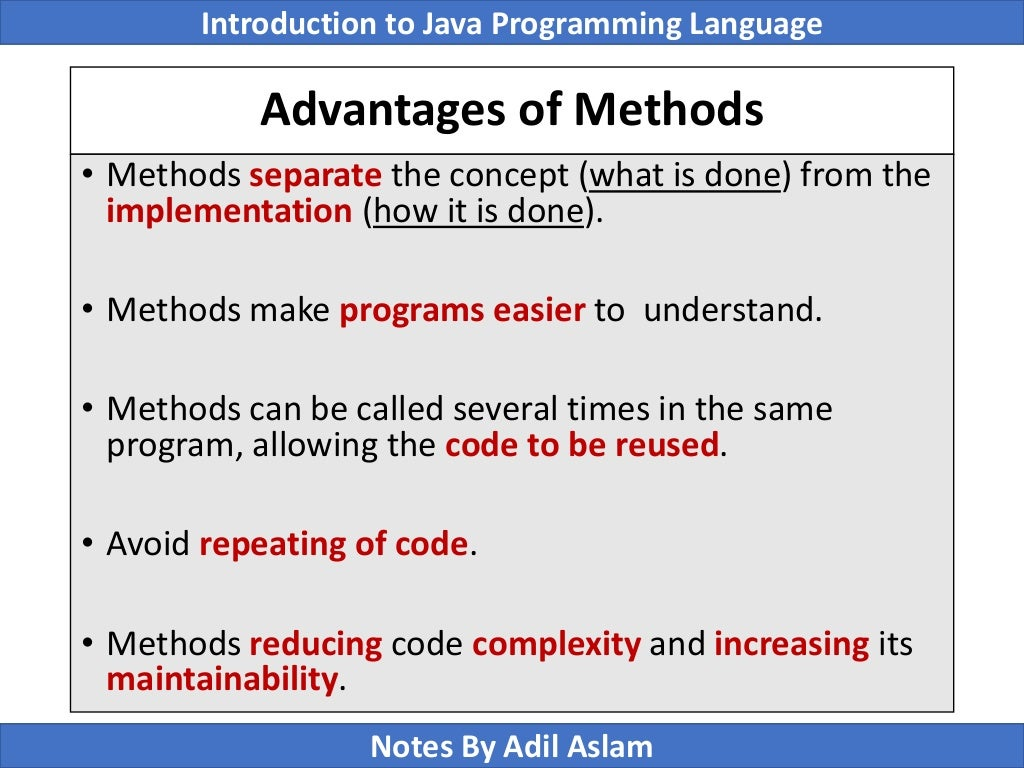 Introduction to Java Programming Language
Advantages of Methods
• Methods separate the concept (what is done) from the
implementation (how it is done).
• Methods make programs easier to  understand.
• Methods can be called several times in the same
program, allowing the code to be reused.
• Avoid repeating of code.
• Methods reducing code complexity and increasing its
maintainability.
Notes By Adil Aslam